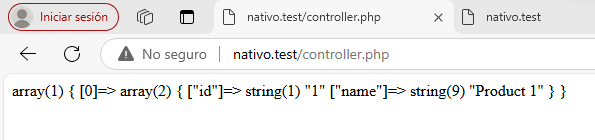 Iniciar sesión
nativo.test/controller.php
nativo.test
No seguro
nativo.test/controller.php
array(1) { [0]=> array(2) { ["id"]=> string(1) "1" ["name"]=> string(9) "Product 1" } }